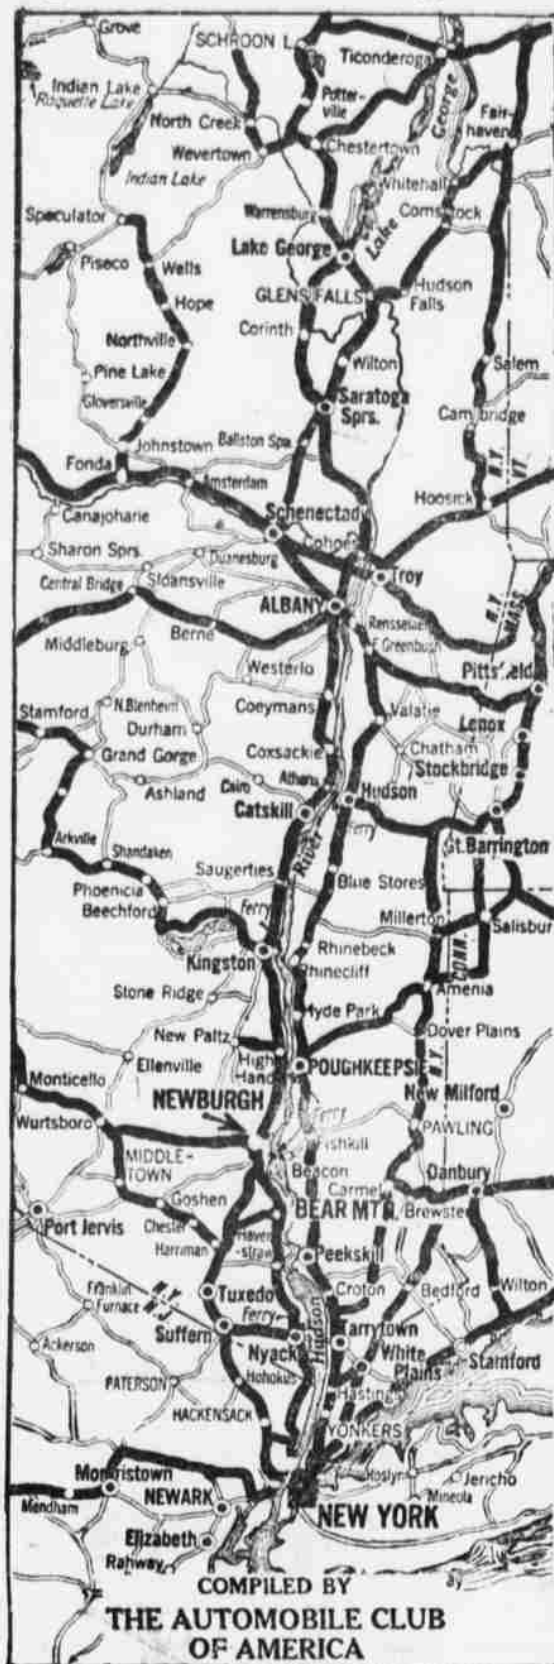 Grove
SCHROON L.
Ticonderoga
Indian Lake
Raquette Lake
Potter-
ville
George
Fair-
haven
North Creek
Wevertown
Chestertown
Indian Lake
Whitehall
Speculator
Warrensburg
Comstock
Lake
Piseco
Wells
Lake George
Hope
GLENS FALLS
Hudson
Falls
Northville
Corinth
Wilton
Pine Lake
Salem
Gloversville
Saratoga
Sprs.
Cambridge
Johnstown
Ballston Spa.
N.Y.
VT.
Fonda
Amsterdam
Hoosick
Canajoharie
Schenectady
Cohoes
Sharon Sprs.
Duanesburg
Troy
Central Bridge
Sloansville
ALBANY
Rensselaer
N.Y.
MASS
Middleburg
Berne
E. Greenbush
Westerlo
Pittsfield
Stamford
N. Blenheim
Coeymans
Valatie
Durham
Lenox
Grand Gorge
Coxsackie
Chatham
Stockbridge
Ashland
Cairo
Athens
Hudson
Catskill
Ferry
Gt. Barrington
Arkville
Shandaken
River
Saugerties
Blue Stores
Phoenicia
Beechford
Ferry
Millerton
Salisbur
Kingston
Rhinebeck
Rhinecliff
CONN.
Stone Ridge
Amenia
Hyde Park
New Paltz
Dover Plains
Ellenville
High-
POUGHKEEPSIE
N.Y.
Monticello
NEWBURGH
New Milford
Wurtsboro
Ferry
Fishkill
PAWLING
MIDDLE-
TOWN
Beacon
Carmel
Danbury
Goshen
BEAR MTN.
Brewster
Port Jervis
Chester
Harriman
Haver-
straw
Peekskill
N.Y.
Franklin
Furnace
Tuxedo
Croton
Bedford
Wilton
Ferry
Suffern
Hudson
Tarrytown
Ackerson
Nyack
White
Plains
Stamford
PATERSON
Hohokus
Hastings
HACKENSACK
YONKERS
Morristown
Roslyn
Jericho
Mendham
NEWARK
Mineola
NEW YORK
Elizabeth
Rahway
COMPILED BY
THE AUTOMOBILE CLUB
OF AMERICA